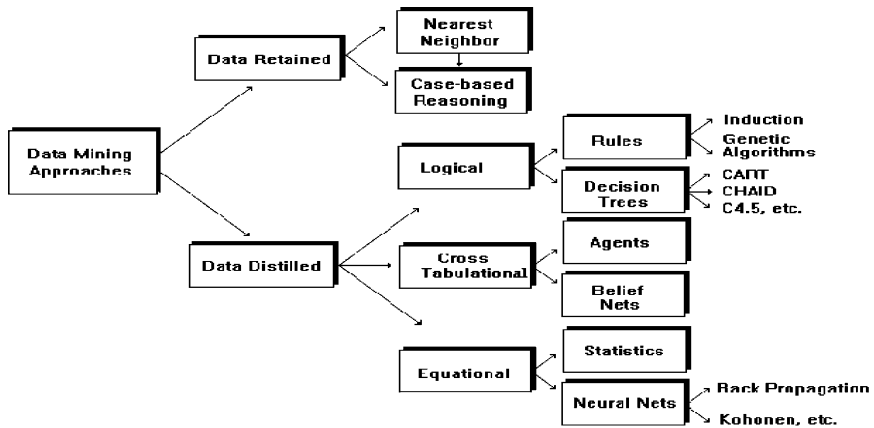 Data Mining
Approaches
Data Retained
Nearest
Neighbor
Case-based
Reasoning
Data Distilled
Logical
Rules
Induction
Genetic
Algorithms
Decision
Trees
CART
CHAID
C4.5, etc.
Cross
Tabulational
Agents
Belief
Nets
Equational
Statistics
Neural Nets
Back Propagation
Kohonen, etc.